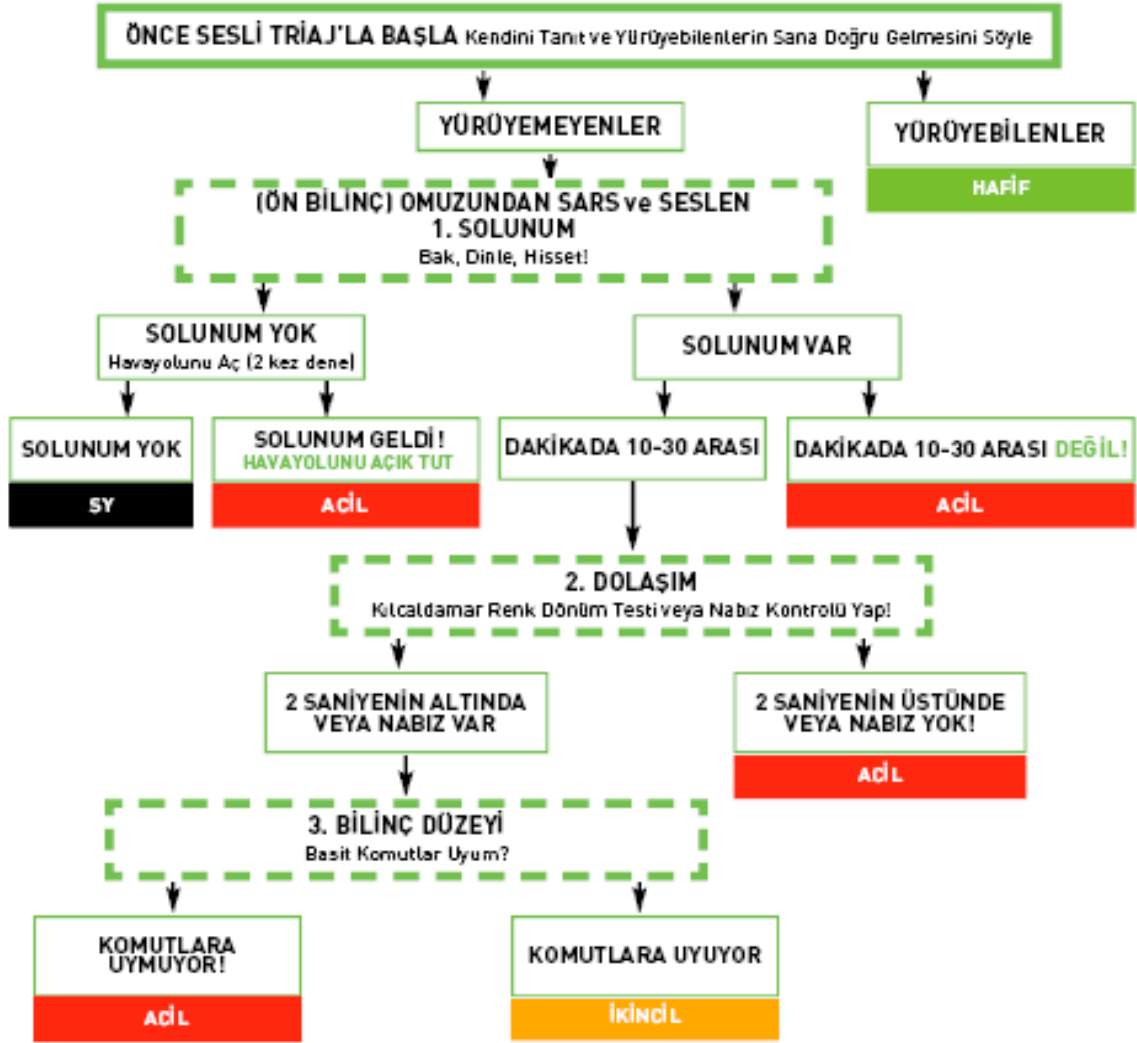 ÖNCE SESLİ TRİAJ'LA BAŞLA Kendini Tanıt ve Yürüyebilenlerin Sana Doğru Gelmesini Söyle
YÜRÜYEMEYENLER
YÜRÜYEBİLENLER
HAFİF
(ÖN BİLİNÇ) OMUZUNDAN SARS ve SESLEN
1. SOLUNUM
Bak, Dinle, Hisset!
SOLUNUM YOK
Havayolunu Aç (2 kez dene)
SOLUNUM VAR
SOLUNUM YOK
SY
SOLUNUM GELDİ!
HAVAYOLUNU AÇIK TUT
ACİL
DAKİKADA 10-30 ARASI
DAKİKADA 10-30 ARASI DEĞİL!
ACİL
2. DOLAŞIM
Kılcaldamar Renk Dönüm Testi veya Nabız Kontrolü Yap!
2 SANİYENİN ALTINDA
VEYA NABIZ VAR
2 SANİYENİN ÜSTÜNDE
VEYA NABIZ YOK!
ACİL
3. BİLİNÇ DÜZEYİ
Basit Komutlar Uyum?
KOMUTLARA
UYMUYOR!
ACİL
KOMUTLARA UYUYOR
İKİNCİL